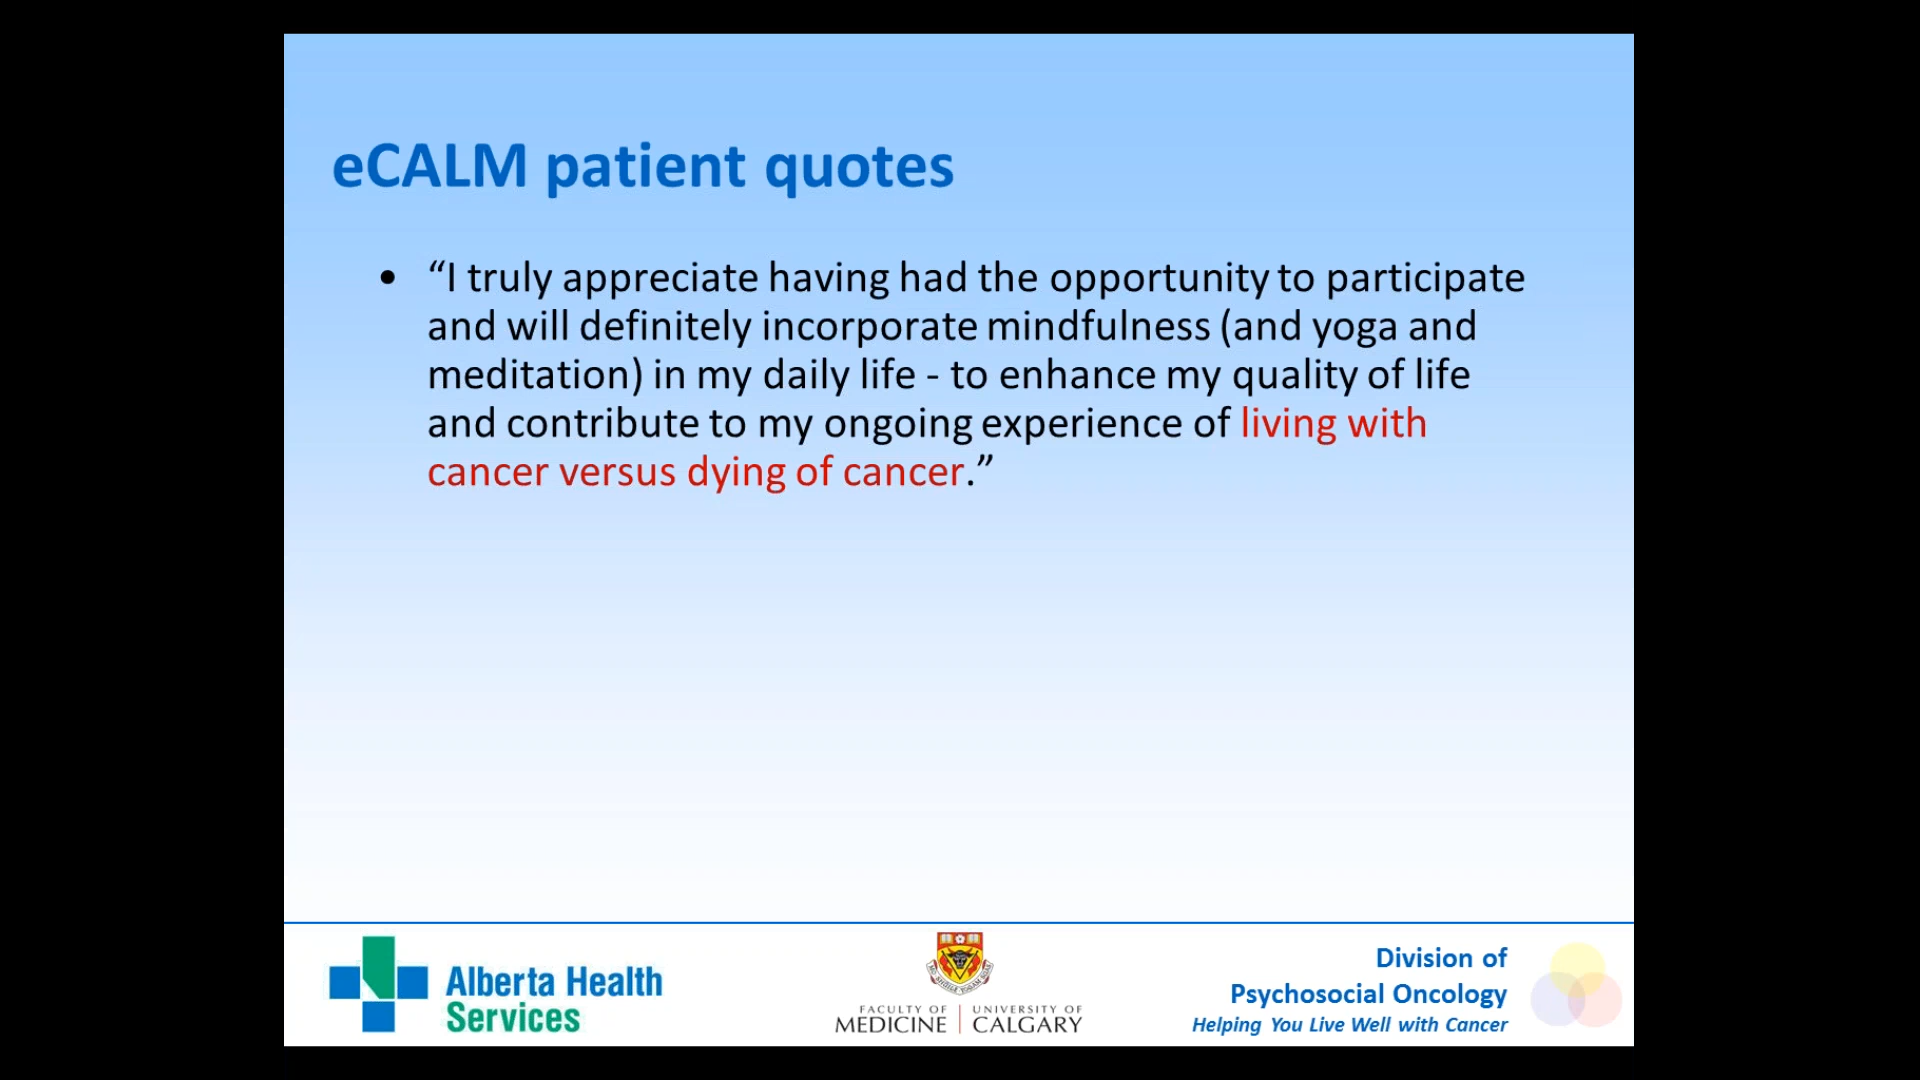 eCALM patient quotes
• “I truly appreciate having had the opportunity to participate
and will definitely incorporate mindfulness (and yoga and
meditation) in my daily life - to enhance my quality of life
and contribute to my ongoing experience of living with
cancer versus dying of cancer.”
Alberta Health
Services
FACULTY OF | UNIVERSITY OF
MEDICINE | CALGARY
Division of
Psychosocial Oncology
Helping You Live Well with Cancer